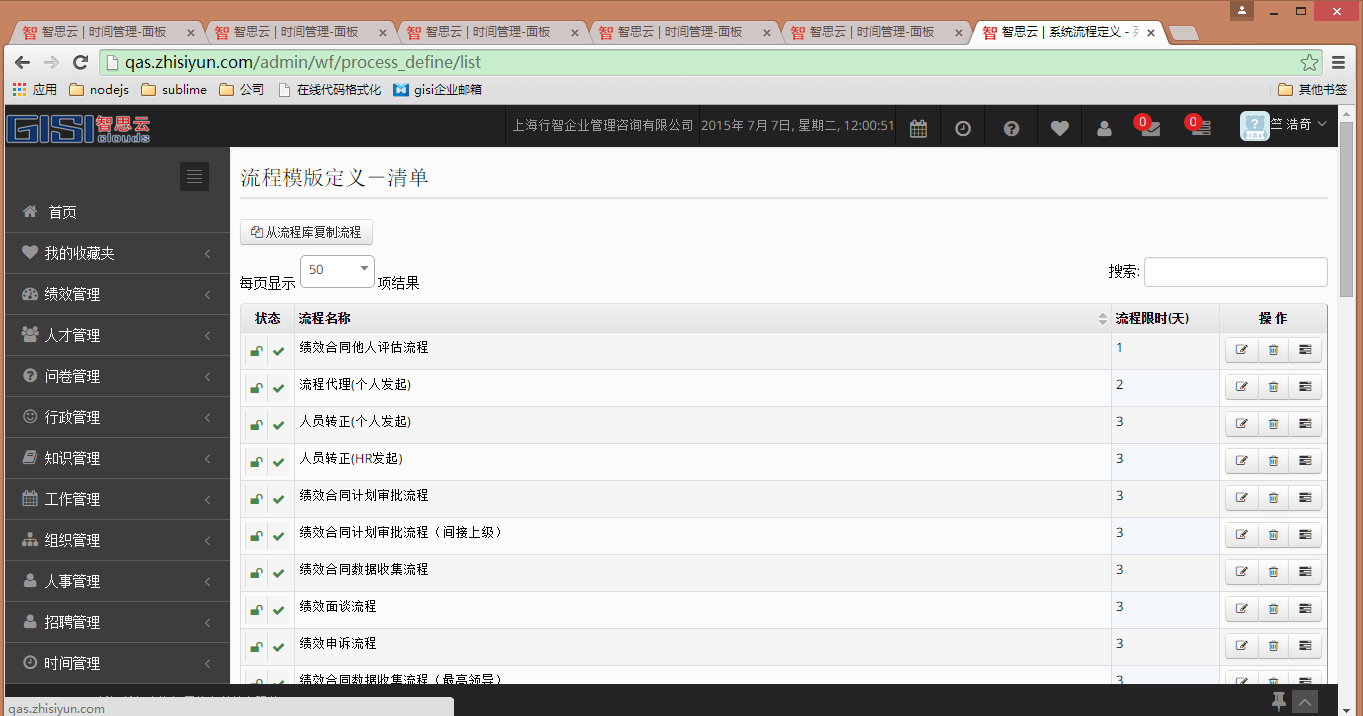 智思云 | 时间管理-面板
智思云 | 时间管理-面板
智思云 | 时间管理-面板
智思云 | 时间管理-面板
智思云 | 时间管理-面板
智思云 | 系统流程定义 -
qas.zhisiyun.com/admin/wf/process_define/list
应用 nodejs sublime 公司 在线代码格式化 gisi企业邮箱 其他书签
GISI 智思云 clouds
上海行智企业管理咨询有限公司 2015年 7月 7日, 星期二, 12:00:51 0 0 竺 浩奇
首页
我的收藏夹
绩效管理
人才管理
问卷管理
行政管理
知识管理
工作管理
组织管理
人事管理
招聘管理
时间管理
流程模版定义－清单
从流程库复制流程
每页显示 50 项结果 搜索:
状态 流程名称 流程限时(天) 操 作
绩效合同他人评估流程 1
流程代理(个人发起) 2
人员转正(个人发起) 3
人员转正(HR发起) 3
绩效合同计划审批流程 3
绩效合同计划审批流程（间接上级） 3
绩效合同数据收集流程 3
绩效面谈流程 3
绩效申诉流程 3
绩效合同数据收集流程（最高领导） 3
qas.zhisiyun.com